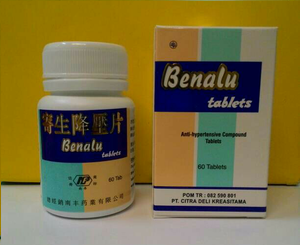 寄生降壓片
Benalu
tablets
60 Tab
Benalu
tablets
Anti-hypertensive Compound
Tablets
60 Tablets
POM TR : 082 590 881
PT. CITRA DELI KREASITAMA